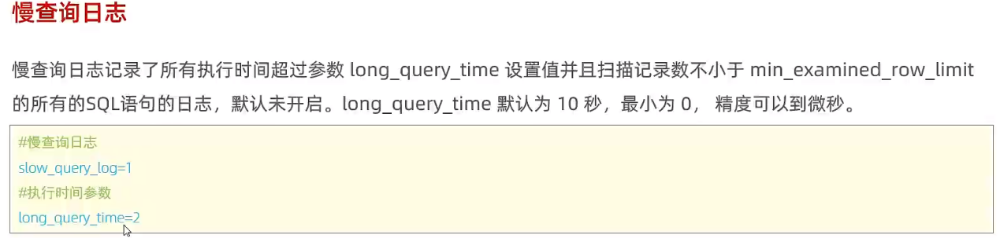 慢查询日志
慢查询日志记录了所有执行时间超过参数 long_query_time 设置值并且扫描记录数不小于 min_examined_row_limit
的所有的SQL语句的日志，默认未开启。long_query_time 默认为 10 秒，最小为 0， 精度可以到微秒。
#慢查询日志
slow_query_log=1
#执行时间参数
long_query_time=2